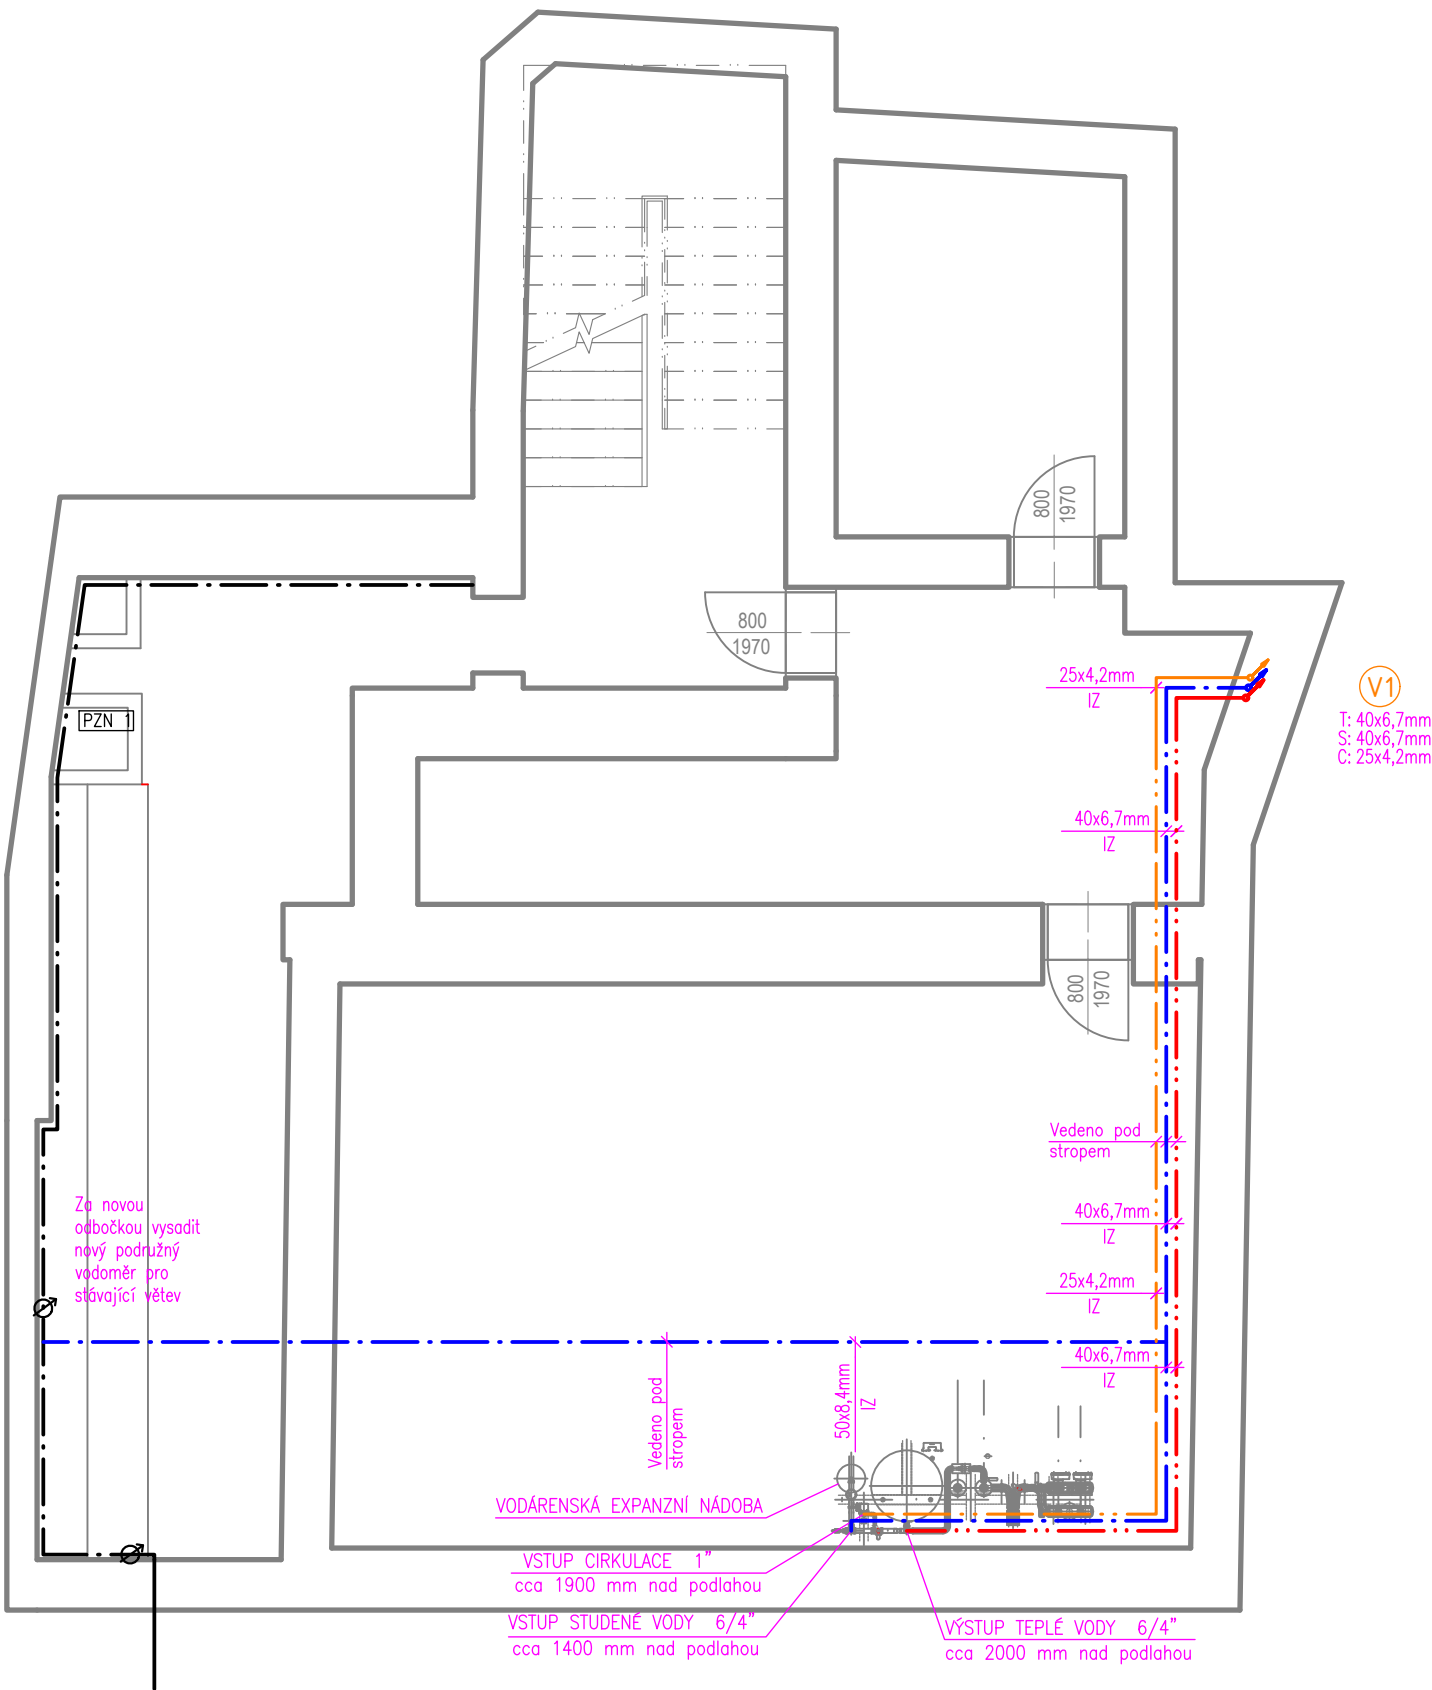 800
1970
800
1970
25x4,2mm
IZ
V1
T: 40x6,7mm
S: 40x6,7mm
C: 25x4,2mm
PZN 1
40x6,7mm
IZ
800
1970
Vedeno pod
stropem
Za novou
odbočkou vysadit
nový podružný
vodoměr pro
stávající větev
40x6,7mm
IZ
25x4,2mm
IZ
40x6,7mm
IZ
Vedeno pod
stropem
50x8,4mm
IZ
VODÁRENSKÁ EXPANZNÍ NÁDOBA
VSTUP CIRKULACE 1"
cca 1900 mm nad podlahou
VSTUP STUDENÉ VODY 6/4"
cca 1400 mm nad podlahou
VÝSTUP TEPLÉ VODY 6/4"
cca 2000 mm nad podlahou